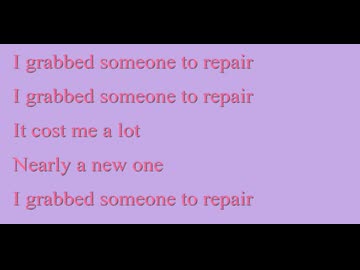 I grabbed someone to repair
I grabbed someone to repair
It cost me a lot
Nearly a new one
I grabbed someone to repair